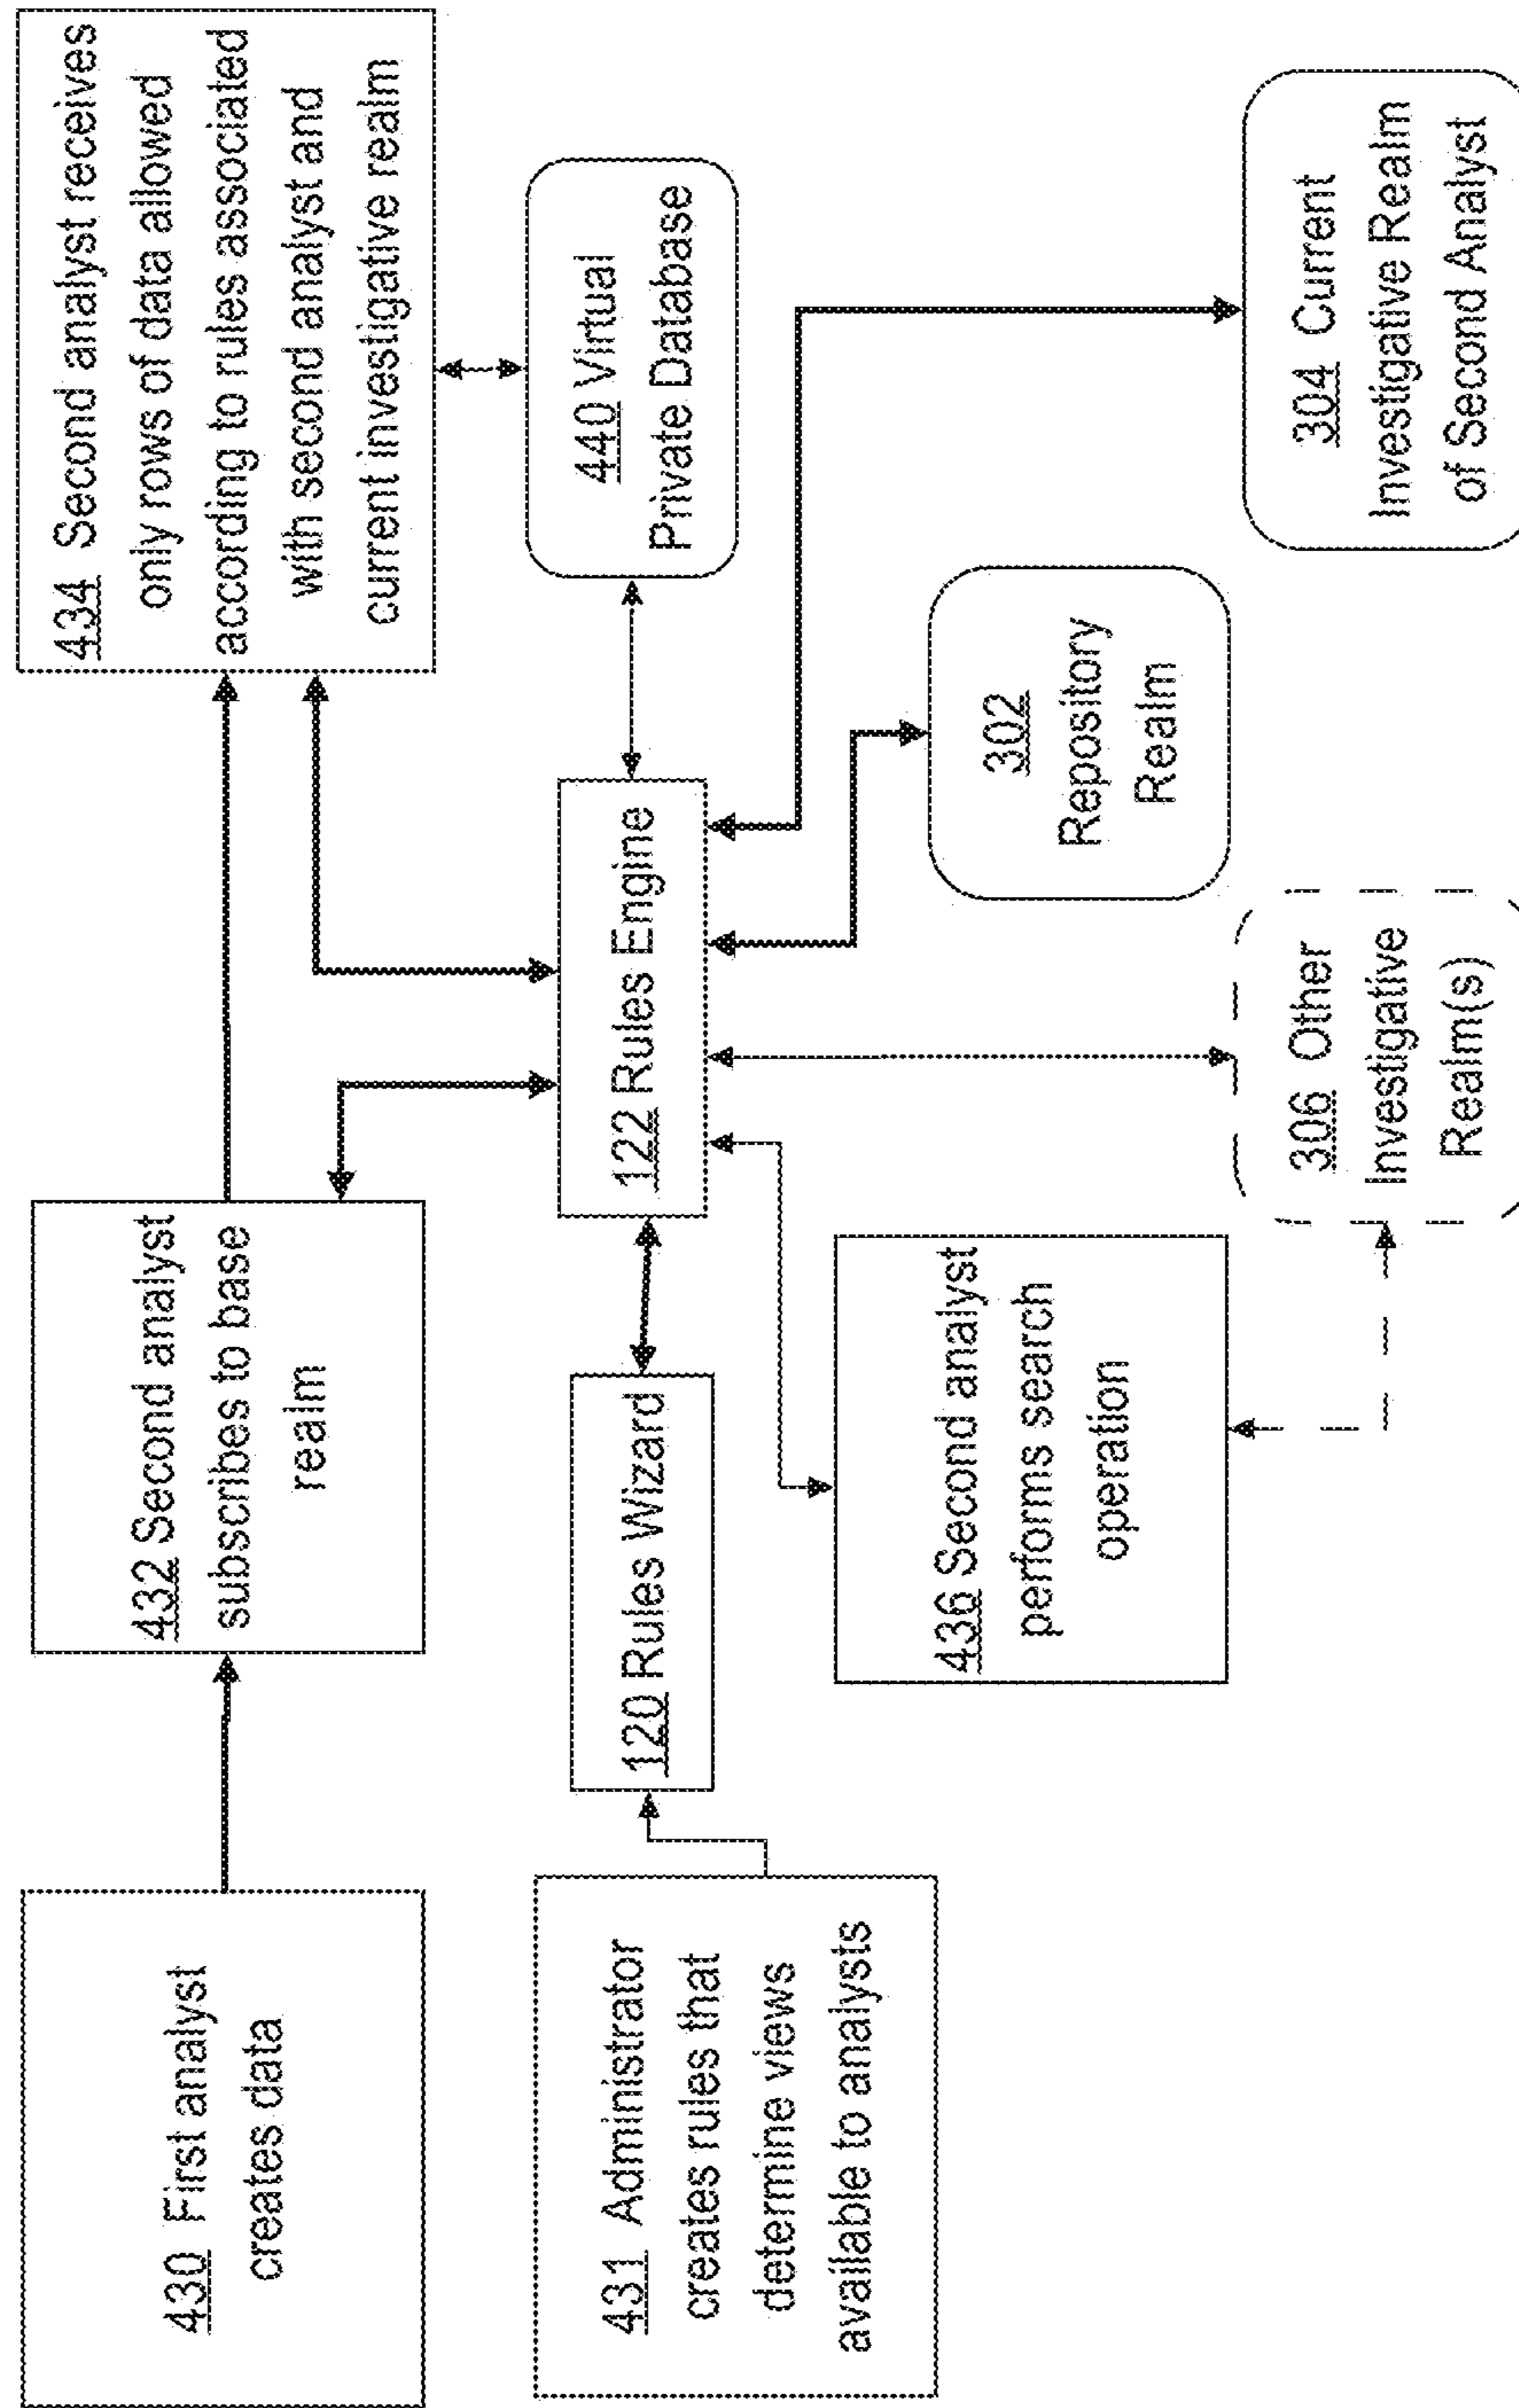 430 First analyst
creates data
432 Second analyst
subscribes to base
realm
434 Second analyst receives
only rows of data allowed
according to rules associated
with second analyst and
current investigative realm
431 Administrator
creates rules that
determine views
available to analysts
120 Rules Wizard
122 Rules Engine
440 Virtual
Private Database
436 Second analyst
performs search
operation
306 Other
Investigative
Realm(s)
302
Repository
Realm
304 Current
Investigative Realm
of Second Analyst